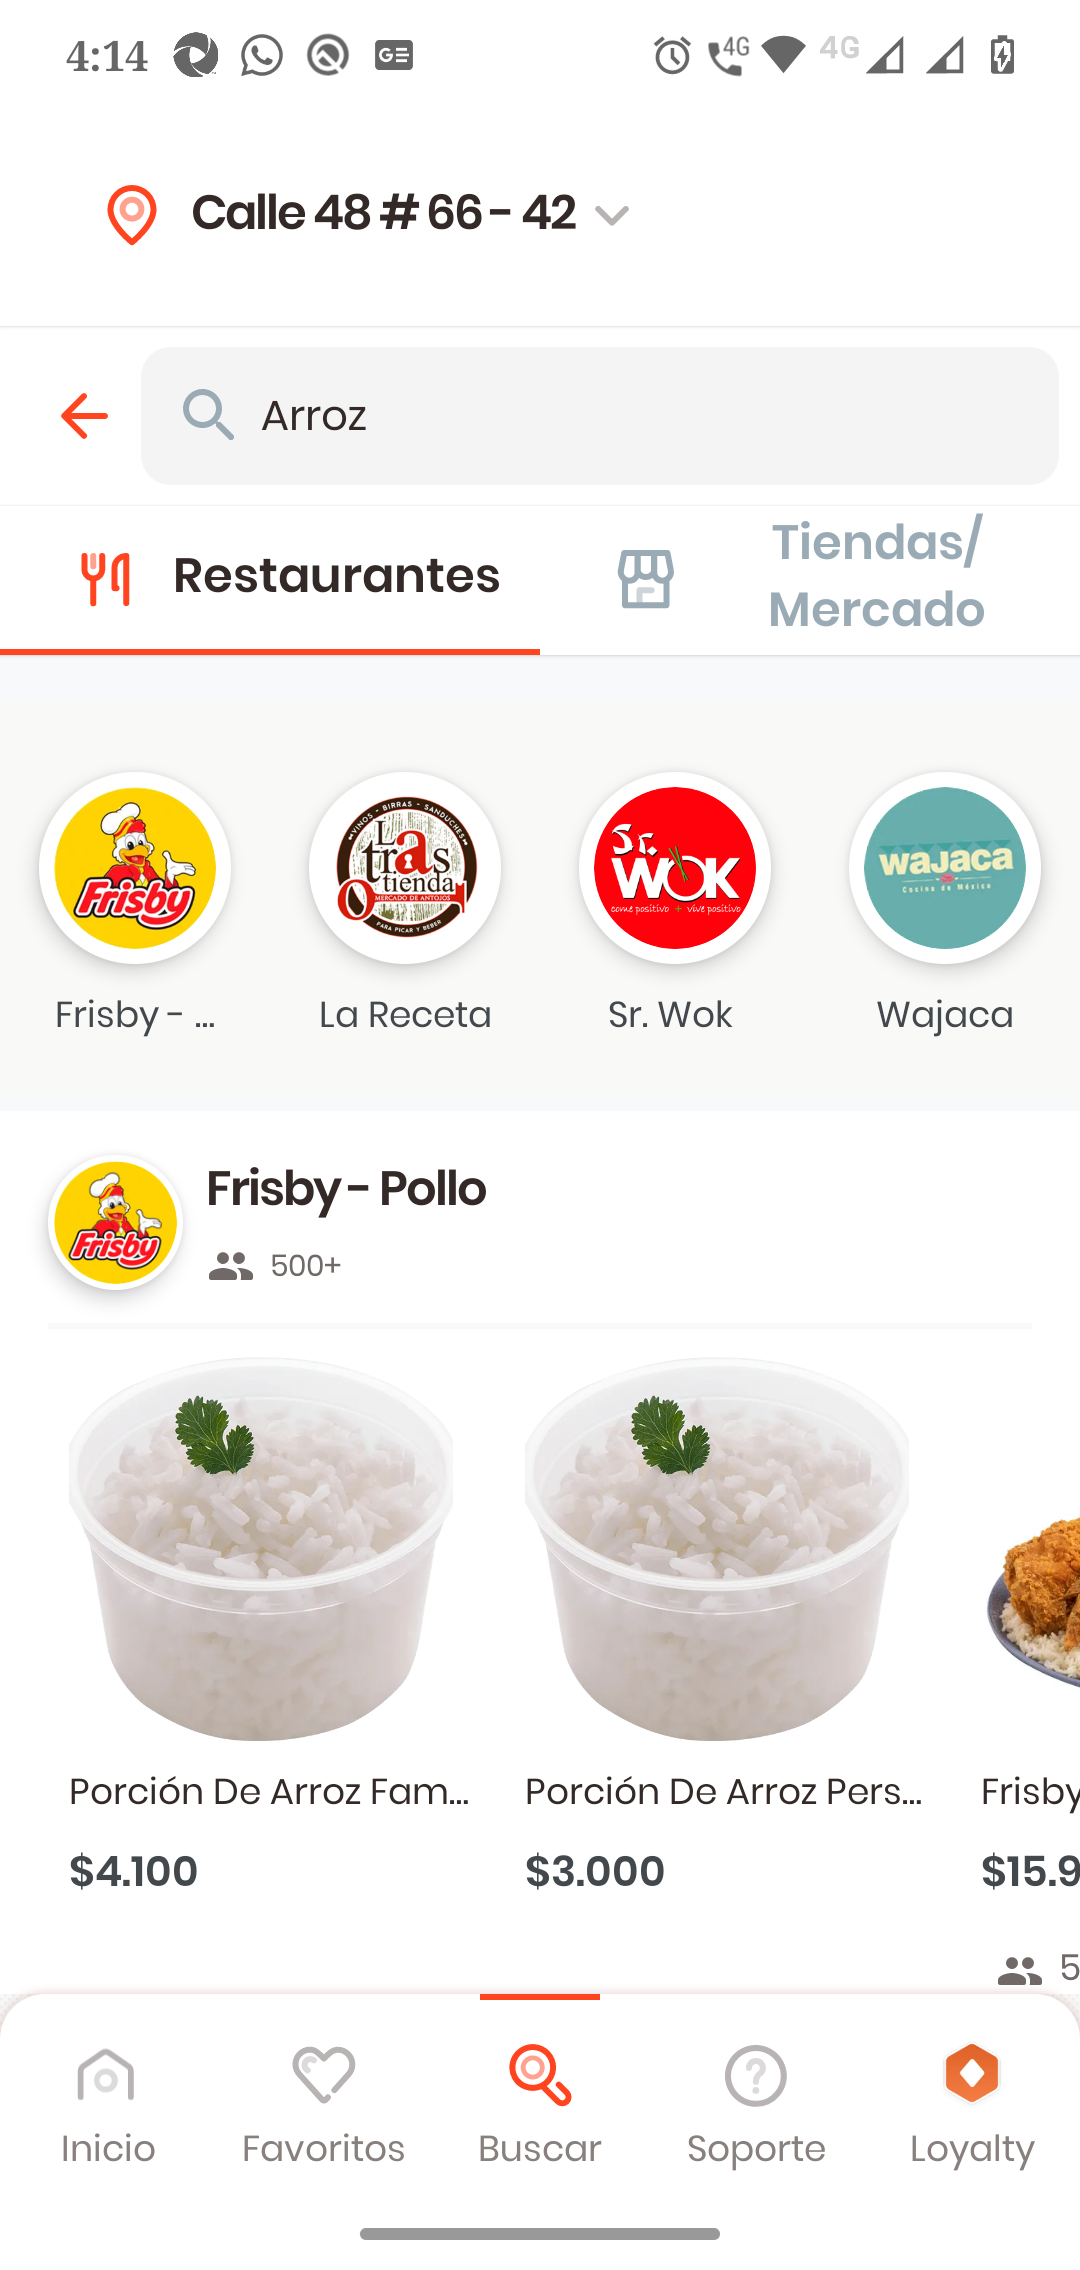 4:14
GE
4G
4G
Calle 48 # 66 - 42
Arroz
Restaurantes
Tiendas/
Mercado
Frisby
VINOS - BIRRAS - SANDUCHES
La
tras
tienda
MERCADO DE ANTOJOS
PARA PICAR Y BEBER
Sr.
WOK
come positivo + vive positivo
wajaca
Cocina de México
Frisby - ...
La Receta
Sr. Wok
Wajaca
Frisby
Frisby - Pollo
500+
Porción De Arroz Fam...
Porción De Arroz Pers...
Frisby
$4.100
$3.000
$15.9
5
Inicio
Favoritos
Buscar
Soporte
Loyalty